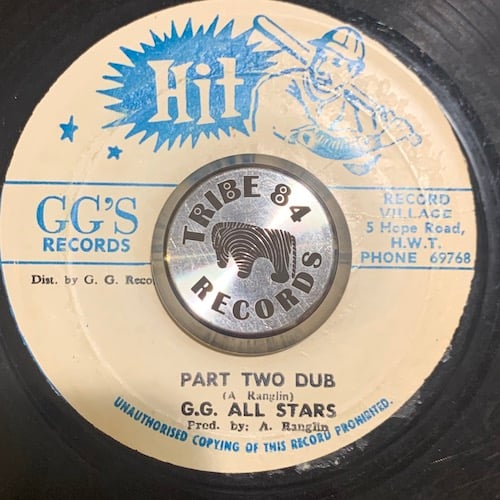 Hit
GG'S
RECORDS
RECORD
VILLAGE
5 Hope Road,
H.W.T.
PHONE 69768
Dist. by G. G. Reco
TRIBE 84
RECORDS
PART TWO DUB
(A Ranglin)
G.G. ALL STARS
Pred. by: A. Ranglin
UNAUTHORISED COPYING OF THIS RECORD PROHIBITED.